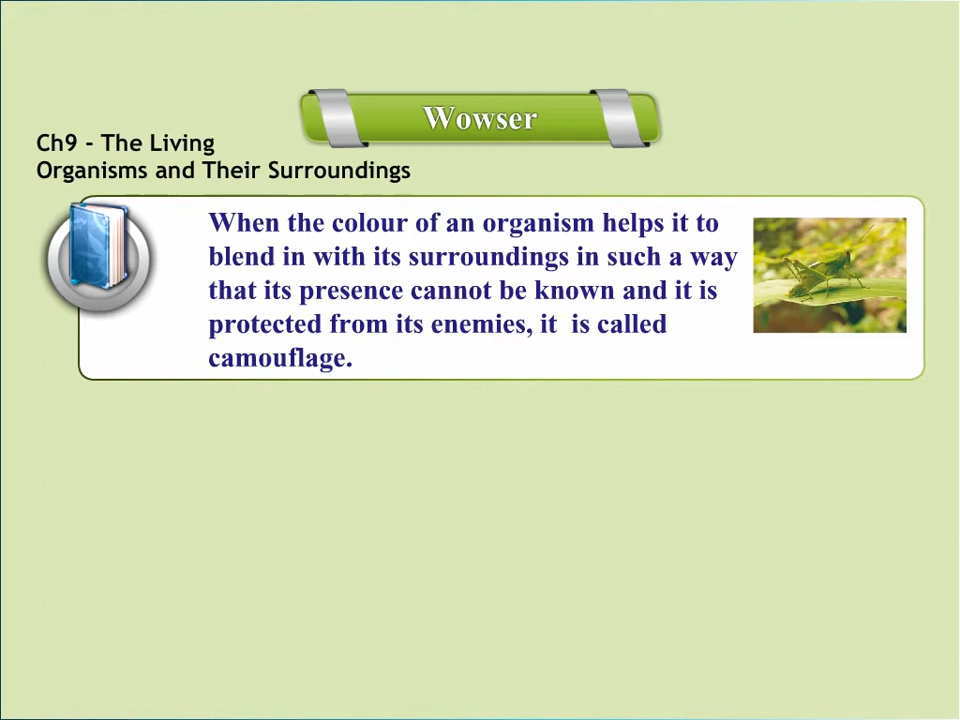 Wowser
Ch9 - The Living
Organisms and Their Surroundings
When the colour of an organism helps it to
blend in with its surroundings in such a way
that its presence cannot be known and it is
protected from its enemies, it  is called
camouflage.